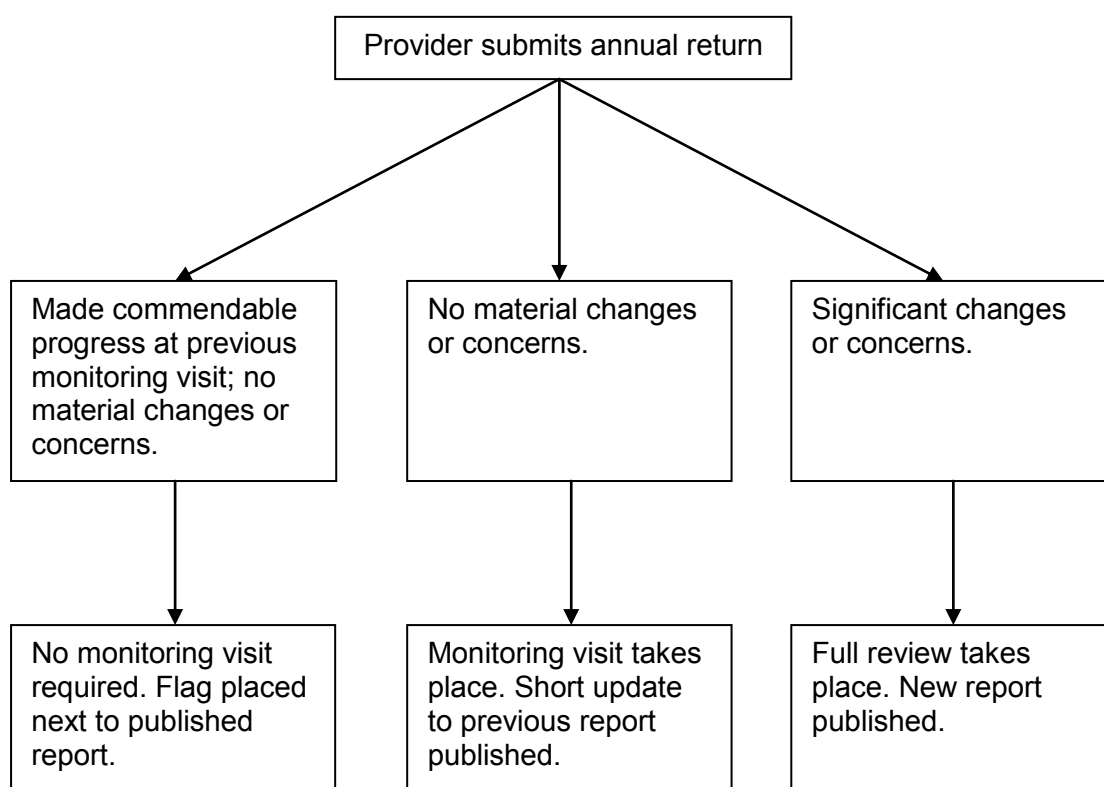 Provider submits annual return
Made commendable
progress at previous
monitoring visit; no
material changes or
concerns.
No material changes
or concerns.
Significant changes
or concerns.
No monitoring visit
required. Flag placed
next to published
report.
Monitoring visit takes
place. Short update
to previous report
published.
Full review takes
place. New report
published.